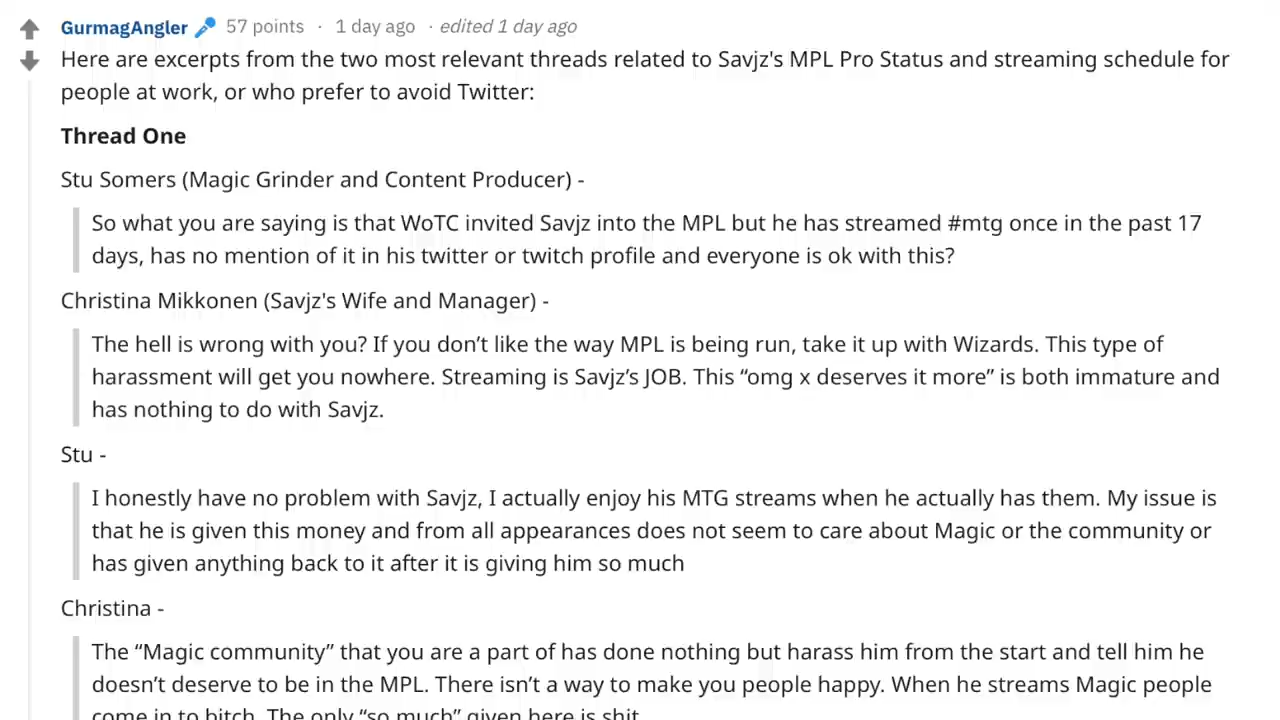 GurmagAngler 57 points · 1 day ago · edited 1 day ago
Here are excerpts from the two most relevant threads related to Savjz's MPL Pro Status and streaming schedule for
people at work, or who prefer to avoid Twitter:
Thread One
Stu Somers (Magic Grinder and Content Producer) -
So what you are saying is that WoTC invited Savjz into the MPL but he has streamed #mtg once in the past 17
days, has no mention of it in his twitter or twitch profile and everyone is ok with this?
Christina Mikkonen (Savjz's Wife and Manager) -
The hell is wrong with you? If you don’t like the way MPL is being run, take it up with Wizards. This type of
harassment will get you nowhere. Streaming is Savjz’s JOB. This “omg x deserves it more” is both immature and
has nothing to do with Savjz.
Stu -
I honestly have no problem with Savjz, I actually enjoy his MTG streams when he actually has them. My issue is
that he is given this money and from all appearances does not seem to care about Magic or the community or
has given anything back to it after it is giving him so much
Christina -
The “Magic community” that you are a part of has done nothing but harass him from the start and tell him he
doesn’t deserve to be in the MPL. There isn’t a way to make you people happy. When he streams Magic people
come in to bitch. The only “so much” given here is shit.